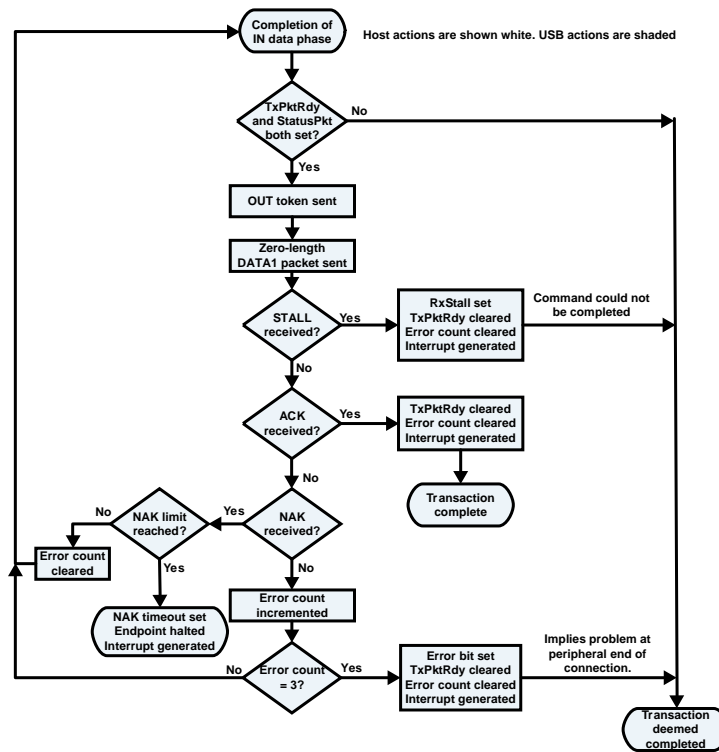 Completion of
IN data phase
Host actions are shown white. USB actions are shaded
TxPktRdy
and StatusPkt
both set?
No
Yes
OUT token sent
Zero-length
DATA1 packet sent
STALL
received?
Yes
RxStall set
TxPktRdy cleared
Error count cleared
Interrupt generated
Command could not
be completed
No
ACK
received?
Yes
TxPktRdy cleared
Error count cleared
Interrupt generated
Transaction
complete
No
NAK
received?
Yes
NAK limit
reached?
No
Error count
cleared
Yes
NAK timeout set
Endpoint halted
Interrupt generated
No
Error count
incremented
Error count
= 3?
No
Yes
Error bit set
TxPktRdy cleared
Error count cleared
Interrupt generated
Implies problem at
peripheral end of
connection.
Transaction
deemed
completed